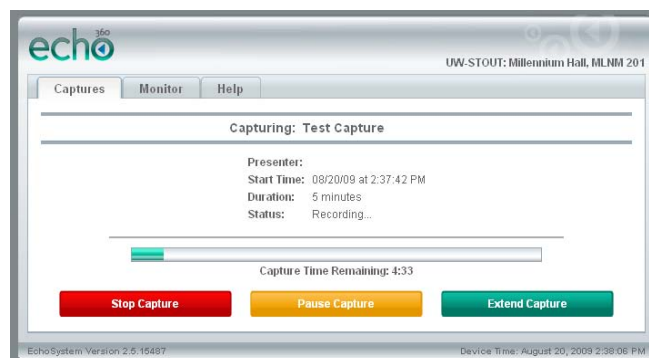 echo360
UW-STOUT: Millennium Hall, MLNM 201
Captures Monitor Help
Capturing: Test Capture
Presenter:
Start Time: 08/20/09 at 2:37:42 PM
Duration: 5 minutes
Status: Recording...
Capture Time Remaining: 4:33
Stop Capture Pause Capture Extend Capture
EchoSystem Version 2.5.15487 Device Time: August 20, 2009 2:38:06 PM